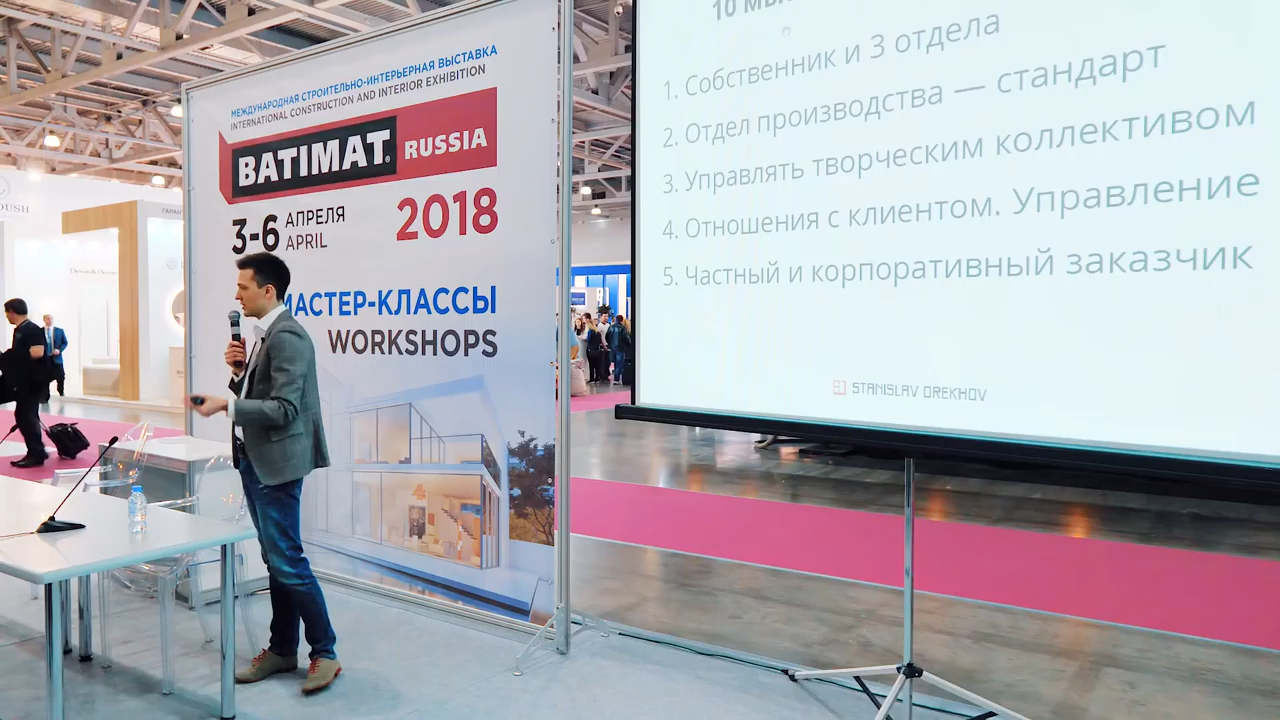 МЕЖДУНАРОДНАЯ СТРОИТЕЛЬНО-ИНТЕРЬЕРНАЯ ВЫСТАВКА
INTERNATIONAL CONSTRUCTION AND INTERIOR EXHIBITION
BATIMAT® RUSSIA
3-6 АПРЕЛЯ
APRIL
2018
МАСТЕР-КЛАССЫ
WORKSHOPS
10
1. Собственник и 3 отдела
2. Отдел производства — стандарт
3. Управлять творческим коллективом
4. Отношения с клиентом. Управление
5. Частный и корпоративный заказчик
STANISLAV OREKHOV